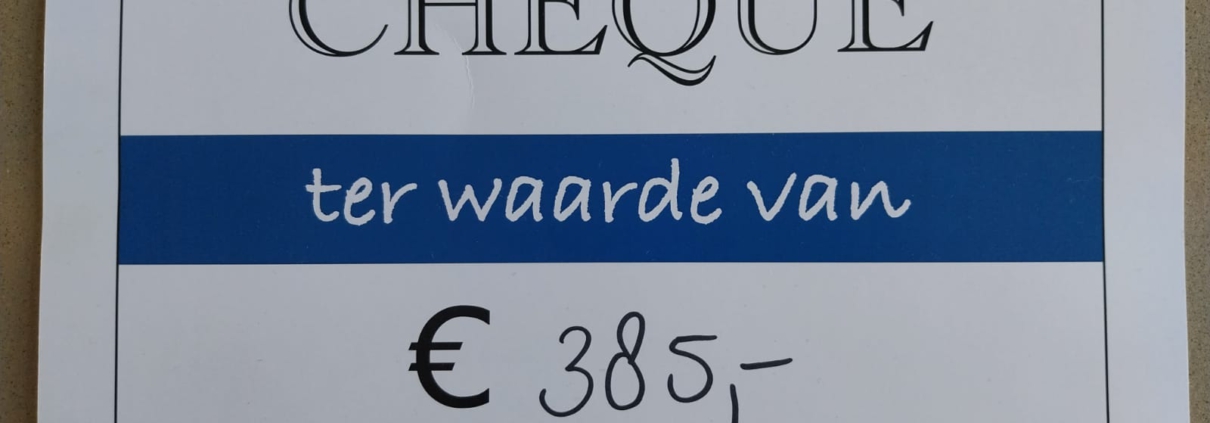 CHEQUE
ter waarde van
€ 385,-